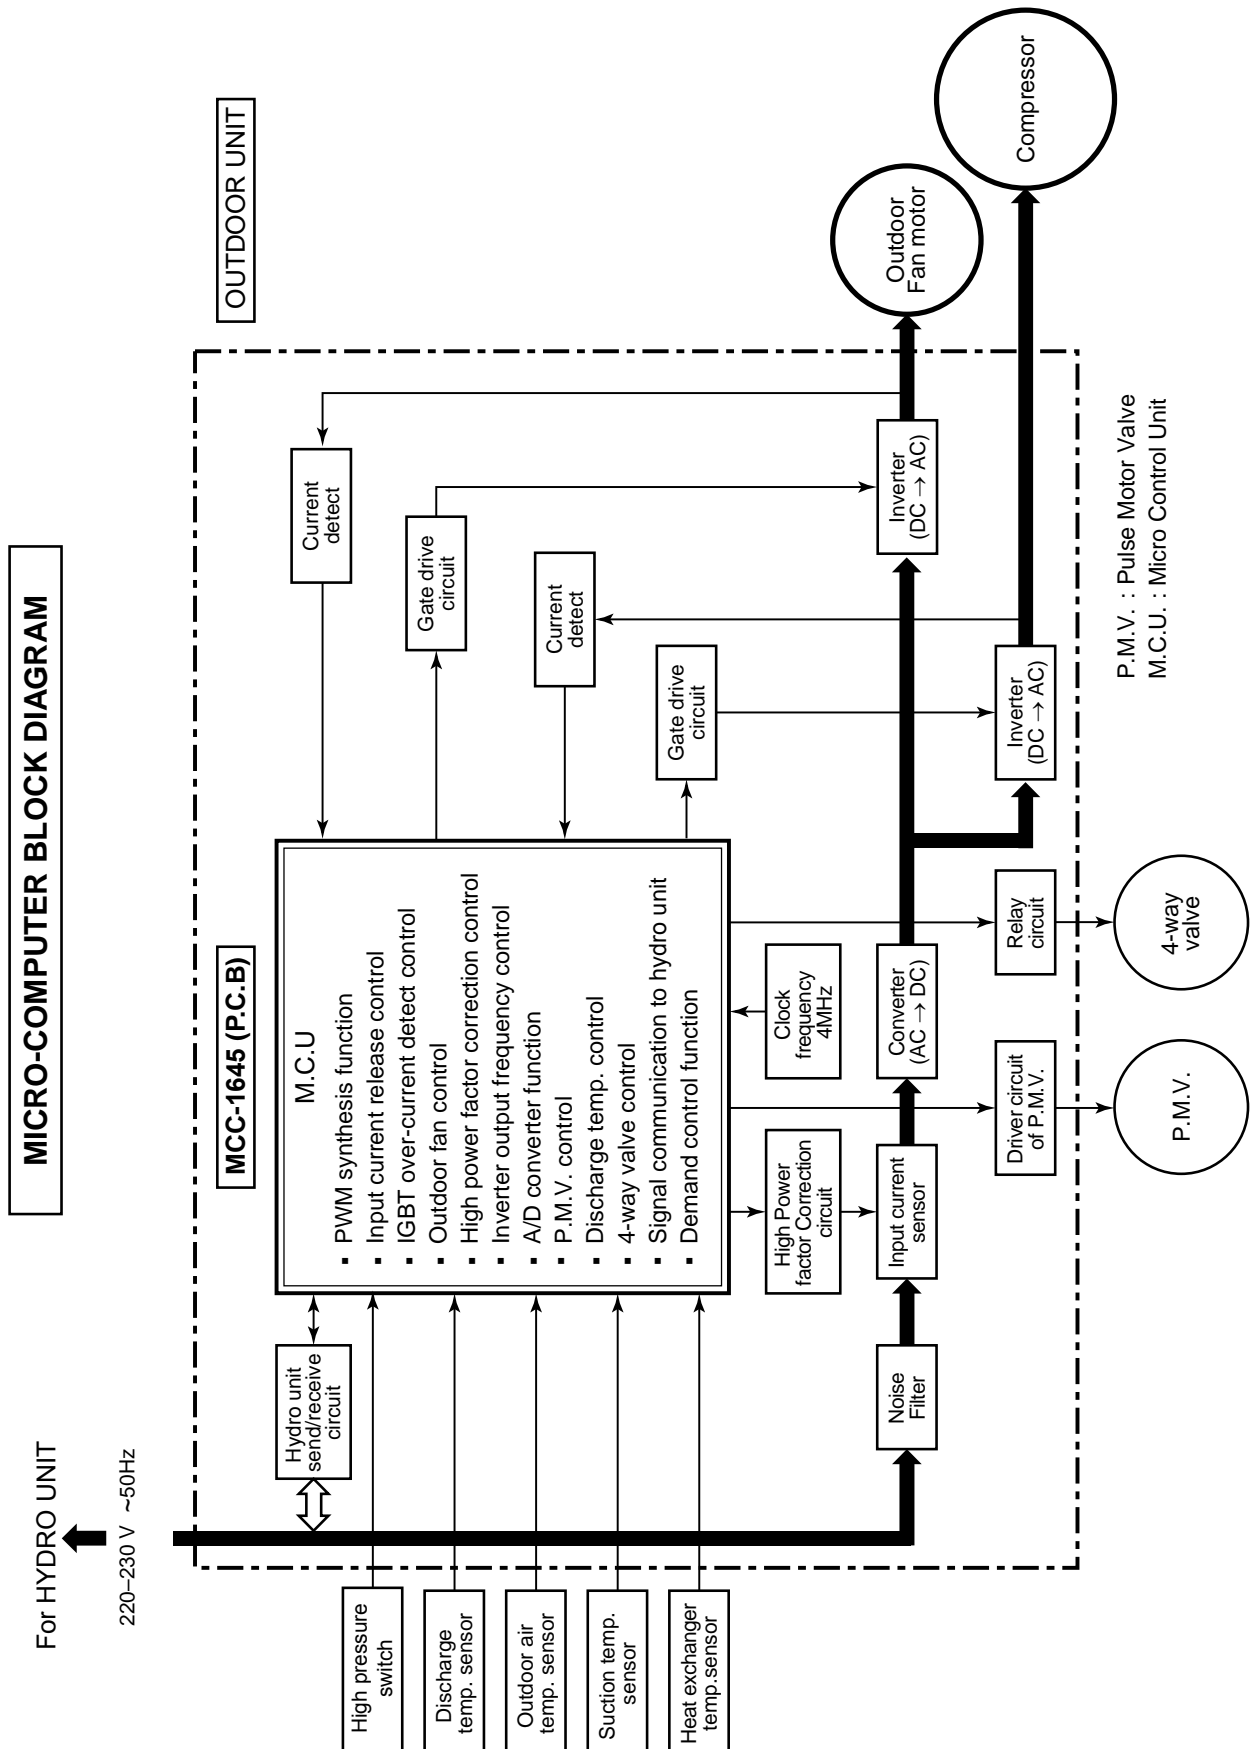 MICRO-COMPUTER BLOCK DIAGRAM
For HYDRO UNIT
220–230 V ~50Hz
MCC-1645 (P.C.B)
OUTDOOR UNIT
High pressure
switch
Discharge
temp. sensor
Outdoor air
temp. sensor
Suction temp.
sensor
Heat exchanger
temp.sensor
Hydro unit
send/receive
circuit
M.C.U
▪ PWM synthesis function
▪ Input current release control
▪ IGBT over-current detect control
▪ Outdoor fan control
▪ High power factor correction control
▪ Inverter output frequency control
▪ A/D converter function
▪ P.M.V. control
▪ Discharge temp. control
▪ 4-way valve control
▪ Signal communication to hydro unit
▪ Demand control function
Current
detect
Gate drive
circuit
Current
detect
Gate drive
circuit
High Power
factor Correction
circuit
Clock
frequency
4MHz
Noise
Filter
Input current
sensor
Converter
(AC → DC)
Inverter
(DC → AC)
Outdoor
Fan motor
Driver circuit
of P.M.V.
Relay
circuit
Inverter
(DC → AC)
Compressor
P.M.V.
4-way
valve
P.M.V. : Pulse Motor Valve
M.C.U. : Micro Control Unit